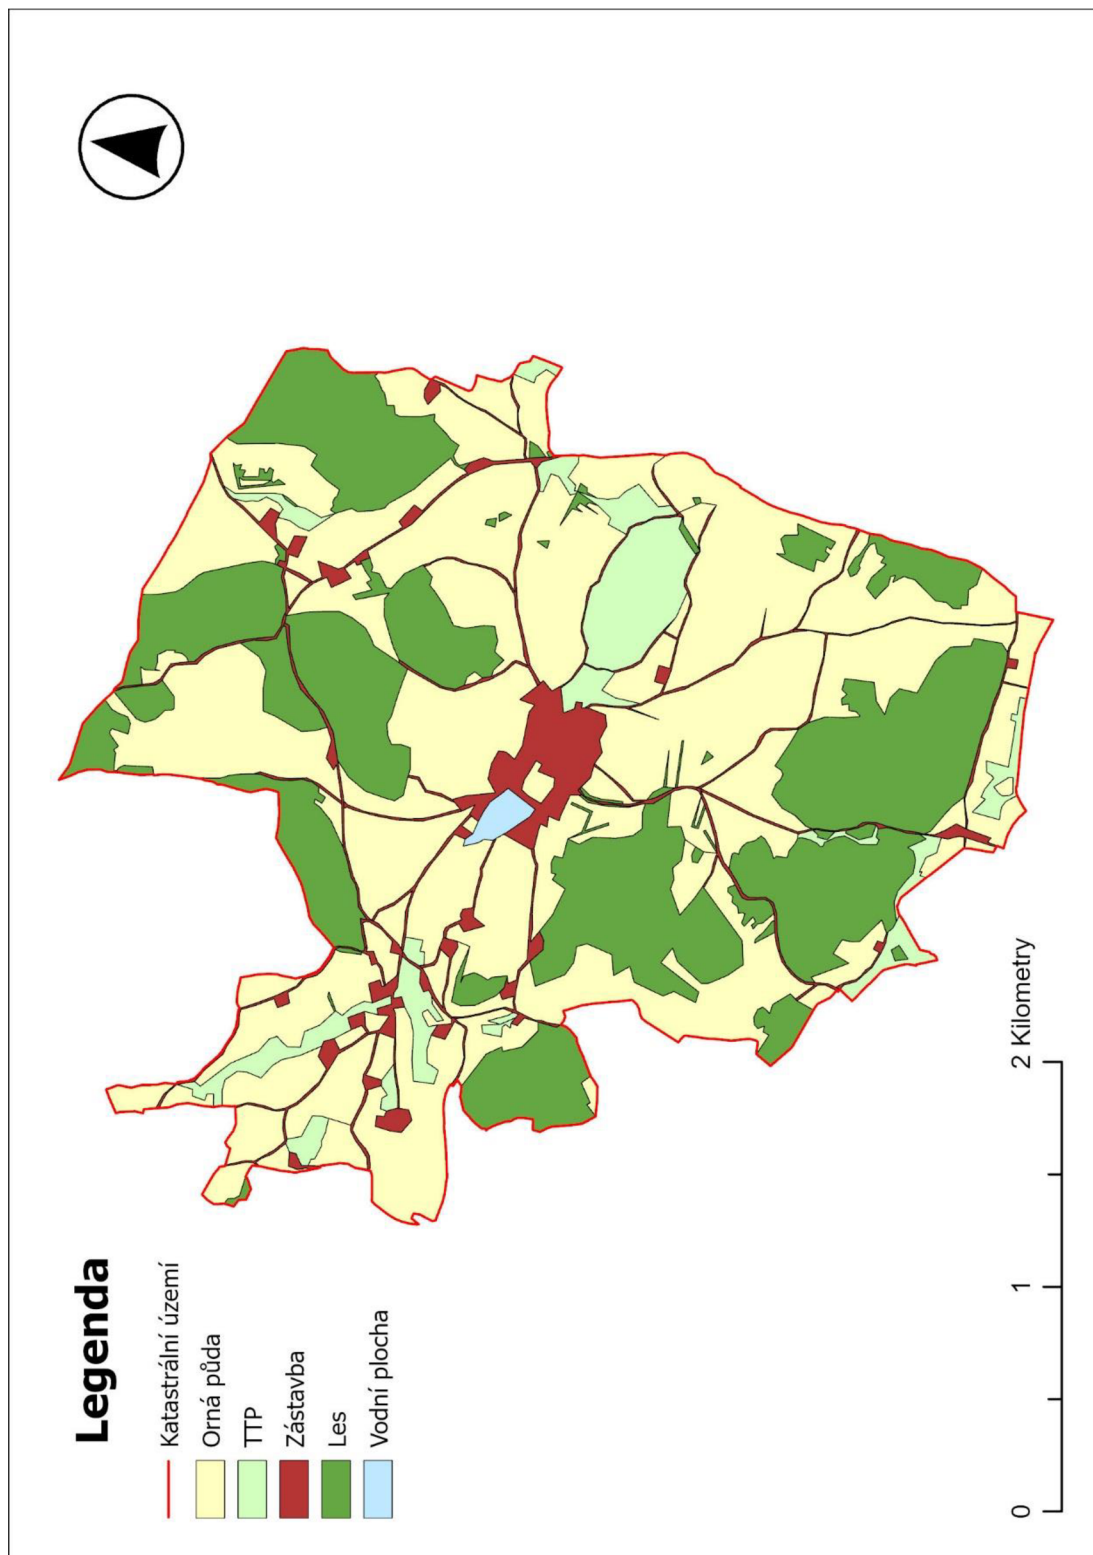 Legenda
Katastrální území
Orná půda
TTP
Zástavba
Les
Vodní plocha
0 1 2 Kilometry